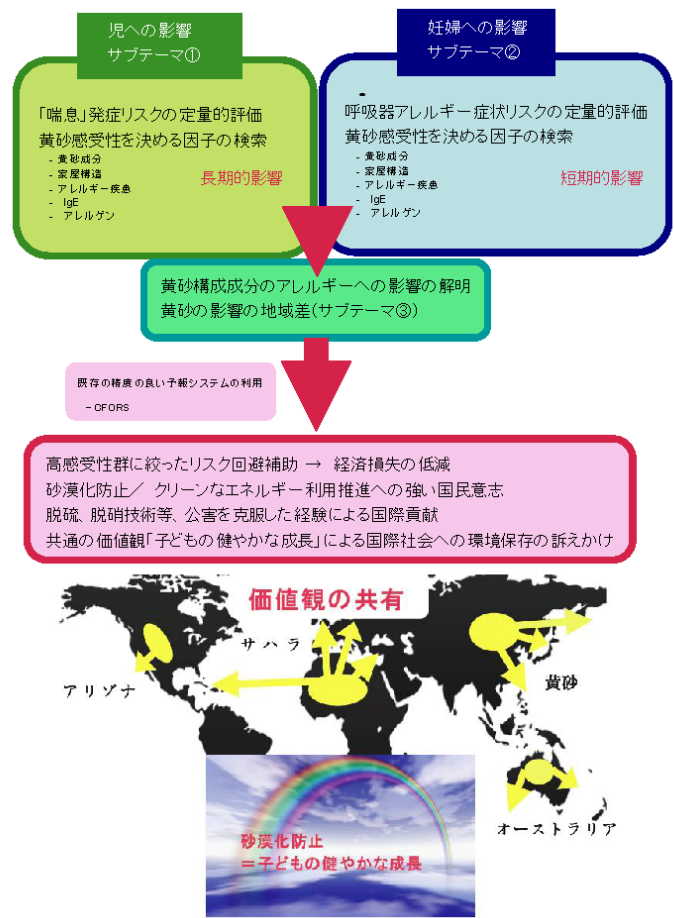 児への影響
サブテーマ①
「喘息」発症リスクの定量的評価
黄砂感受性を決める因子の検索
- 黄砂成分
- 家屋構造
- アレルギー疾患
- IgE
- アレルゲン
長期的影響
妊婦への影響
サブテーマ②
-
呼吸器アレルギー症状リスクの定量的評価
黄砂感受性を決める因子の検索
- 黄砂成分
- 家屋構造
- アレルギー疾患
- IgE
- アレルゲン
短期的影響
黄砂構成成分のアレルギーへの影響の解明
黄砂の影響の地域差(サブテーマ③)
既存の精度の良い予報システムの利用
－CFORS
高感受性群に絞ったリスク回避補助 → 経済損失の低減
砂漠化防止／ クリーンなエネルギー利用推進への強い国民意志
脱硫、脱硝技術等、公害を克服した経験による国際貢献
共通の価値観「子どもの健やかな成長」による国際社会への環境保存の訴えかけ
価値観の共有
サハラ
アリゾナ
黄砂
オーストラリア
砂漠化防止
＝子どもの健やかな成長